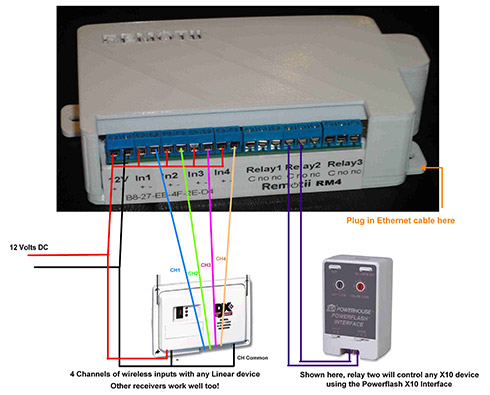 REMOTII
+12V In1 In2 In3 In4 Relay1 Relay2 Relay3
+ - + - + - + - + - C no nc C no nc C no nc
B8-27-EE-4F-RE-D4 Remotii RM4
Plug in Ethernet cable here
12 Volts DC
CH1
CH2
CH3
CH4
CH Common
POWERHOUSE
POWERFLASH
INTERFACE
4 Channels of wireless inputs with any Linear device
Other receivers work well too!
Shown here, relay two will control any X10 device
using the Powerflash X10 Interface